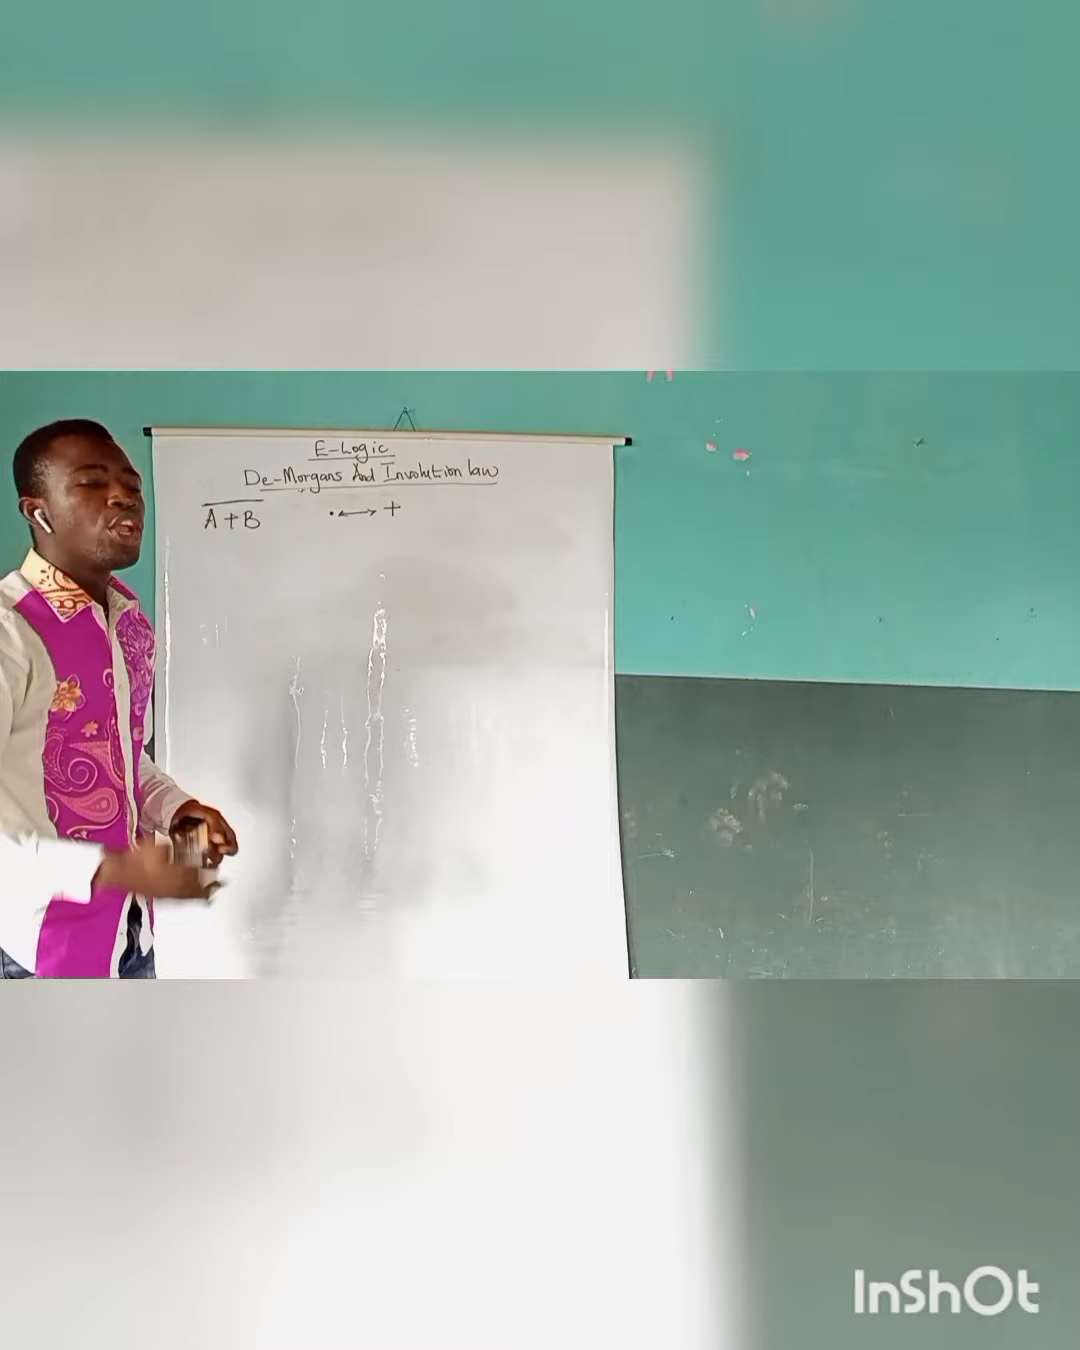 E-Logic
De-Morgans And Involution law
A̅ ̅+̅ ̅B̅ . ⟷ +
InShOt